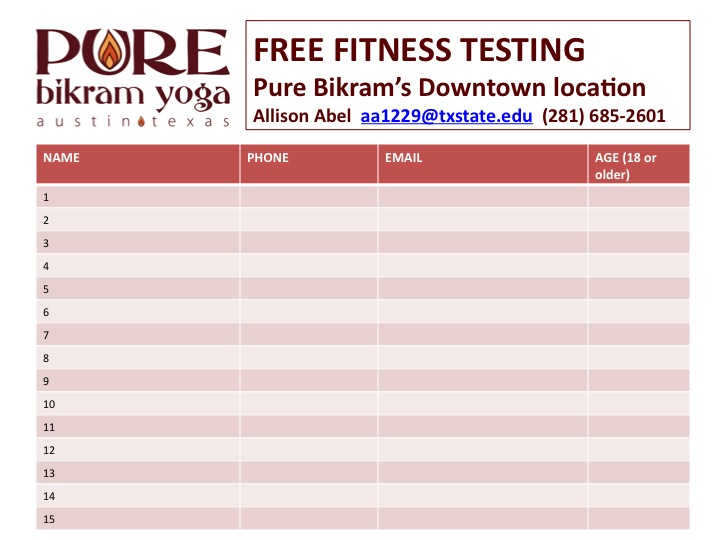 PURE
bikram yoga
austin texas
FREE FITNESS TESTING
Pure Bikram’s Downtown location
Allison Abel aa1229@txstate.edu (281) 685-2601
NAME PHONE EMAIL AGE (18 or
older)
1
2
3
4
5
6
7
8
9
10
11
12
13
14
15